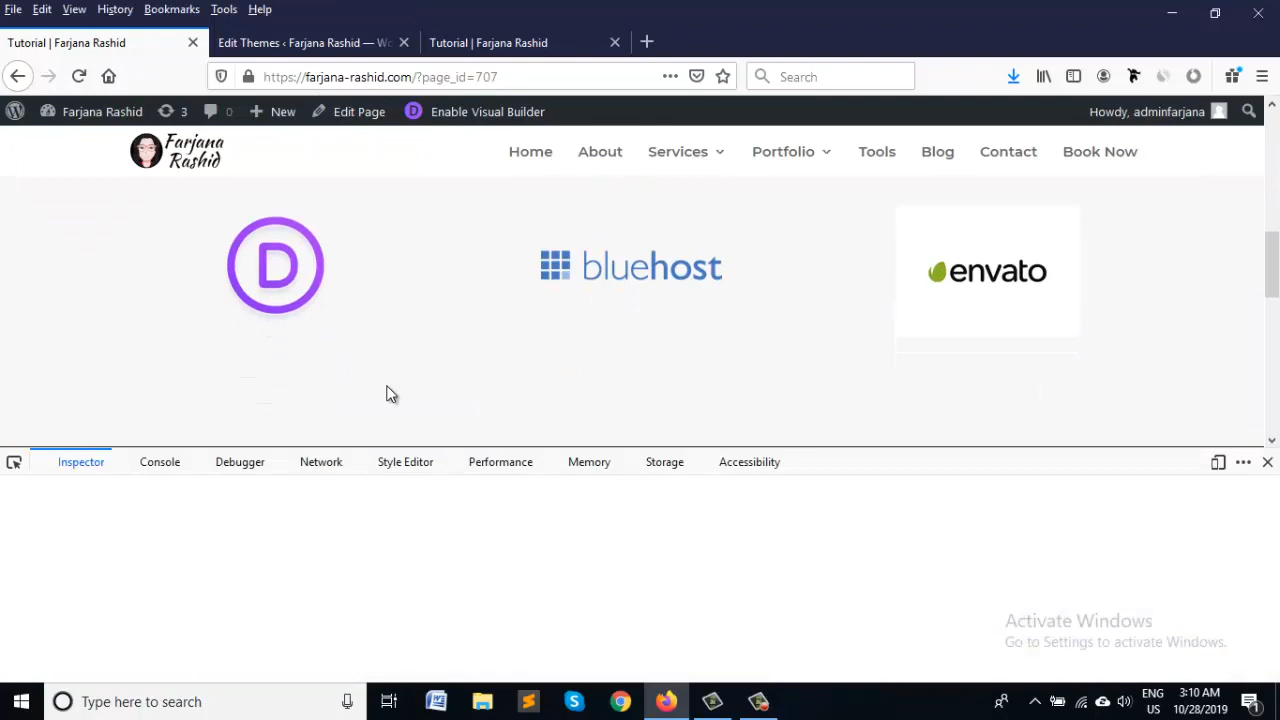 File Edit View History Bookmarks Tools Help
Tutorial | Farjana Rashid Edit Themes ‹ Farjana Rashid — Wo Tutorial | Farjana Rashid
https://farjana-rashid.com/?page_id=707 Search
Farjana Rashid 3 0 New Edit Page D Enable Visual Builder Howdy, adminfarjana
Farjana
Rashid
Home About Services Portfolio Tools Blog Contact Book Now
D bluehost envato
Inspector Console Debugger Network Style Editor Performance Memory Storage Accessibility
Activate Windows
Go to Settings to activate Windows.
Type here to search
ENG
US
3:10 AM
10/28/2019
1